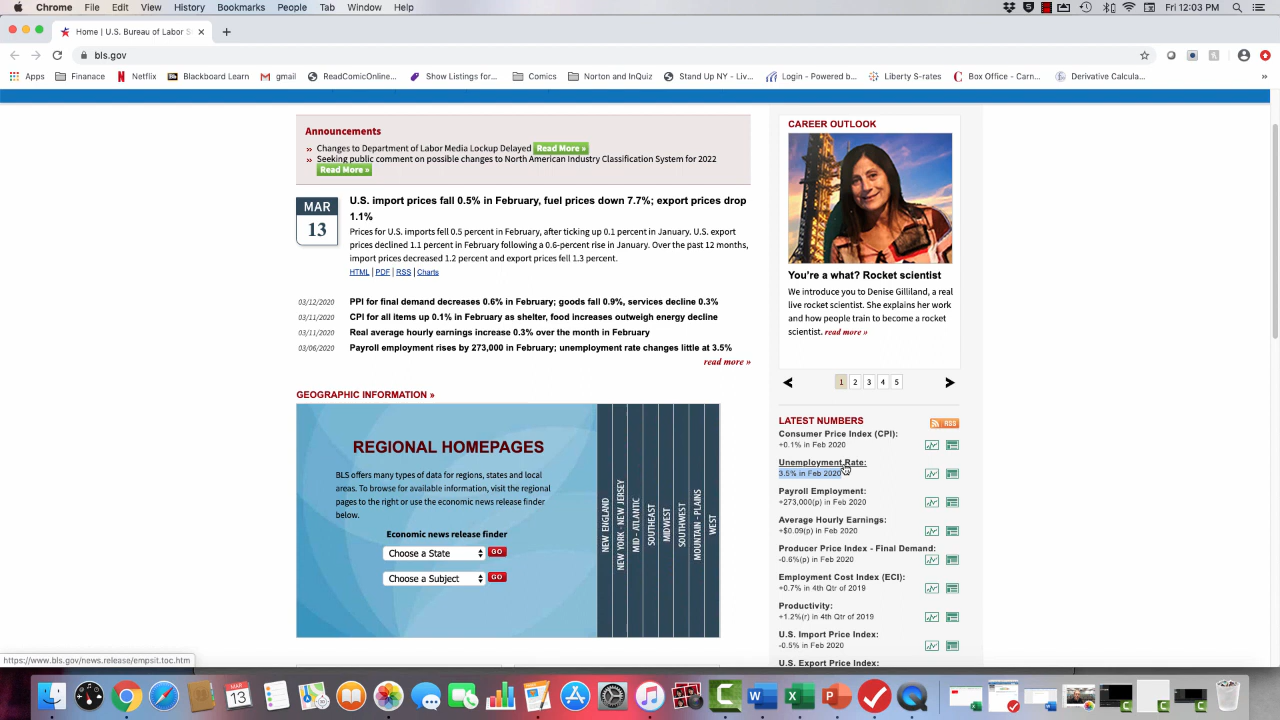 Chrome File Edit View History Bookmarks People Tab Window Help Fri 12:03 PM
Home | U.S. Bureau of Labor S
bls.gov
Apps Finance Netflix Blackboard Learn gmail ReadComicOnline... Show Listings for... Comics Norton and InQuiz Stand Up NY - Liv... Login - Powered b... Liberty S-rates Box Office - Carn... Derivative Calcula... »
Announcements
» Changes to Department of Labor Media Lockup Delayed Read More »
» Seeking public comment on possible changes to North American Industry Classification System for 2022
Read More »
MAR
13
U.S. import prices fall 0.5% in February, fuel prices down 7.7%; export prices drop
1.1%
Prices for U.S. imports fell 0.5 percent in February, after ticking up 0.1 percent in January. U.S. export
prices declined 1.1 percent in February following a 0.6-percent rise in January. Over the past 12 months,
import prices decreased 1.2 percent and export prices fell 1.3 percent.
HTML | PDF | RSS | Charts
03/12/2020 PPI for final demand decreases 0.6% in February; goods fall 0.9%, services decline 0.3%
03/11/2020 CPI for all items up 0.1% in February as shelter, food increases outweigh energy decline
03/11/2020 Real average hourly earnings increase 0.3% over the month in February
03/06/2020 Payroll employment rises by 273,000 in February; unemployment rate changes little at 3.5%
read more »
GEOGRAPHIC INFORMATION »
REGIONAL HOMEPAGES
BLS offers many types of data for regions, states and local
areas. To browse for available information, visit the regional
pages to the right or use the economic news release finder
below.
Economic news release finder
Choose a State GO
Choose a Subject GO
NEW ENGLAND
NEW YORK - NEW JERSEY
MID - ATLANTIC
SOUTHEAST
MIDWEST
SOUTHWEST
MOUNTAIN - PLAINS
WEST
CAREER OUTLOOK
You're a what? Rocket scientist
We introduce you to Denise Gilliland, a real
live rocket scientist. She explains her work
and how people train to become a rocket
scientist. read more »
1 2 3 4 5
LATEST NUMBERS RSS
Consumer Price Index (CPI):
+0.1% in Feb 2020
Unemployment Rate:
3.5% in Feb 2020
Payroll Employment:
+273,000(p) in Feb 2020
Average Hourly Earnings:
+$0.09(p) in Feb 2020
Producer Price Index - Final Demand:
-0.6%(p) in Feb 2020
Employment Cost Index (ECI):
+0.7% in 4th Qtr of 2019
Productivity:
+1.2%(r) in 4th Qtr of 2019
U.S. Import Price Index:
-0.5% in Feb 2020
U.S. Export Price Index:
https://www.bls.gov/news.release/empsit.toc.htm
MAR
13